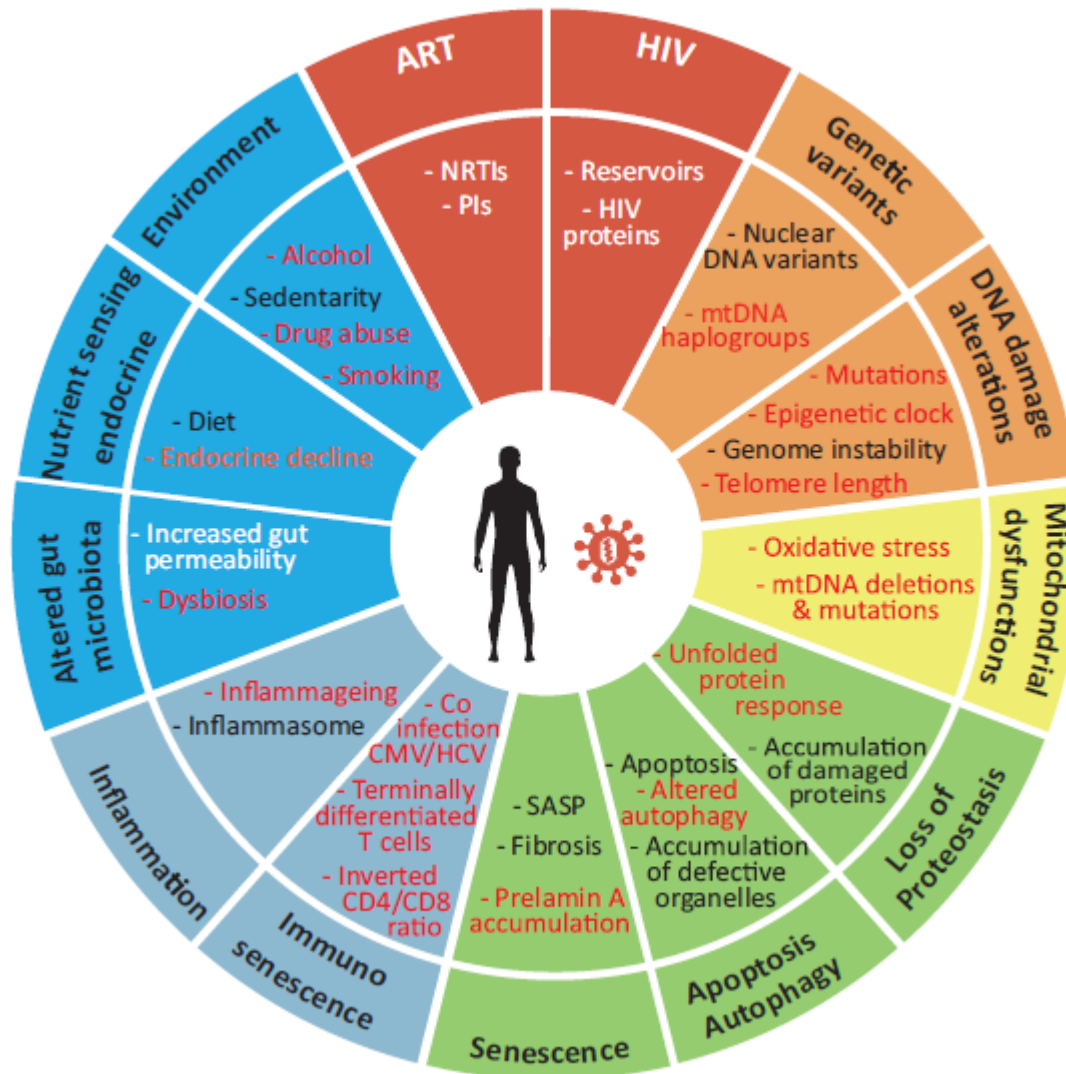 ART
- NRTIs
- PIs
HIV
- Reservoirs
- HIV
proteins
Genetic
variants
- Nuclear
DNA variants
- mtDNA
haplogroups
DNA damage
alterations
- Mutations
- Epigenetic clock
- Genome instability
- Telomere length
Mitochondrial
dysfunctions
- Oxidative stress
- mtDNA deletions
& mutations
Loss of
Proteostasis
- Unfolded
protein
response
- Accumulation
of damaged
proteins
Apoptosis
Autophagy
- Apoptosis
- Altered
autophagy
- Accumulation
of defective
organelles
Senescence
- SASP
- Fibrosis
- Prelamin A
accumulation
Immuno
senescence
- Co
infection
CMV/HCV
- Terminally
differentiated
T cells
- Inverted
CD4/CD8
ratio
Inflammation
- Inflammageing
- Inflammasome
Altered gut
microbiota
- Increased gut
permeability
- Dysbiosis
Nutrient sensing
endocrine
- Diet
- Endocrine decline
Environment
- Alcohol
- Sedentarity
- Drug abuse
- Smoking